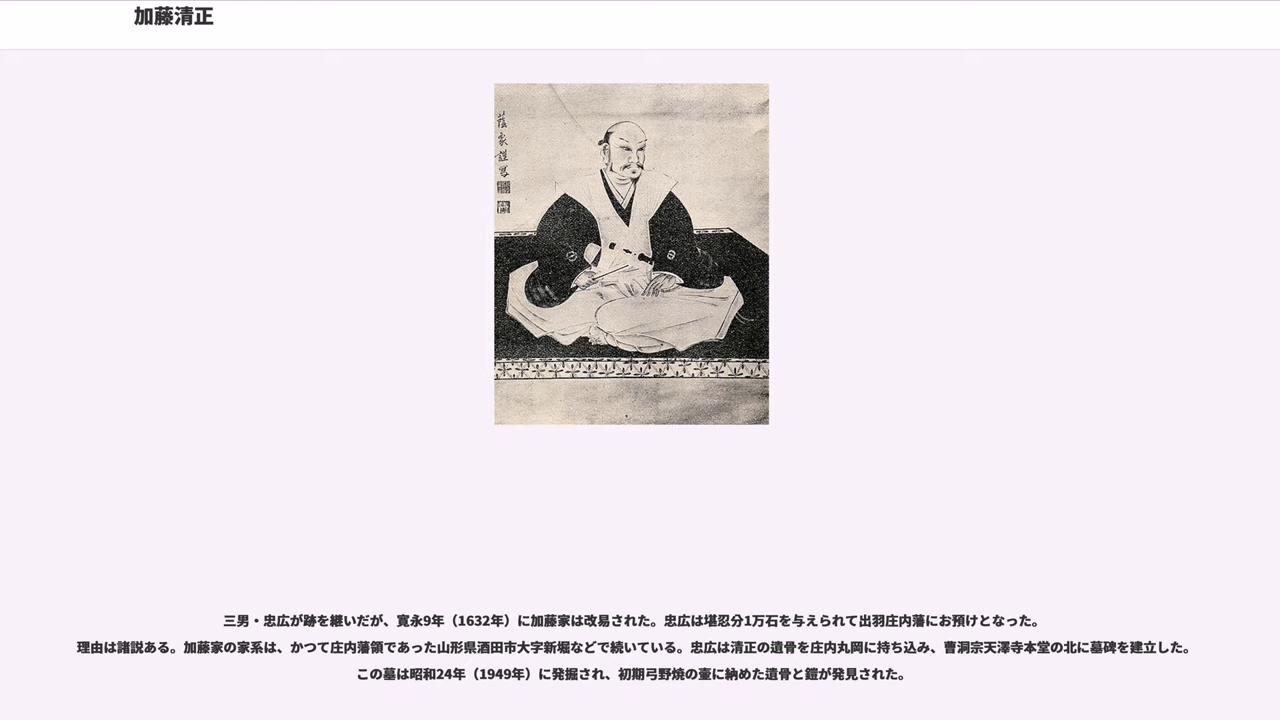 加藤清正
三男・忠広が跡を継いだが、寛永9年（1632年）に加藤家は改易された。忠広は堪忍分1万石を与えられて出羽庄内藩にお預けとなった。
理由は諸説ある。加藤家の家系は、かつて庄内藩領であった山形県酒田市大字新堀などで続いている。忠広は清正の遺骨を庄内丸岡に持ち込み、曹洞宗天澤寺本堂の北に墓碑を建立した。
この墓は昭和24年（1949年）に発掘され、初期弓野焼の壷に納めた遺骨と鎧が発見された。